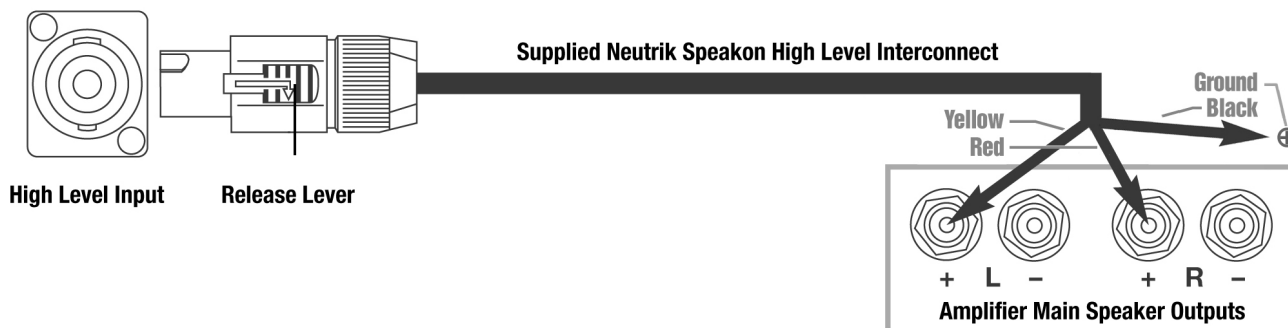 Supplied Neutrik Speakon High Level Interconnect
Ground
Black
Yellow
Red
High Level Input
Release Lever
+ L - + R -
Amplifier Main Speaker Outputs